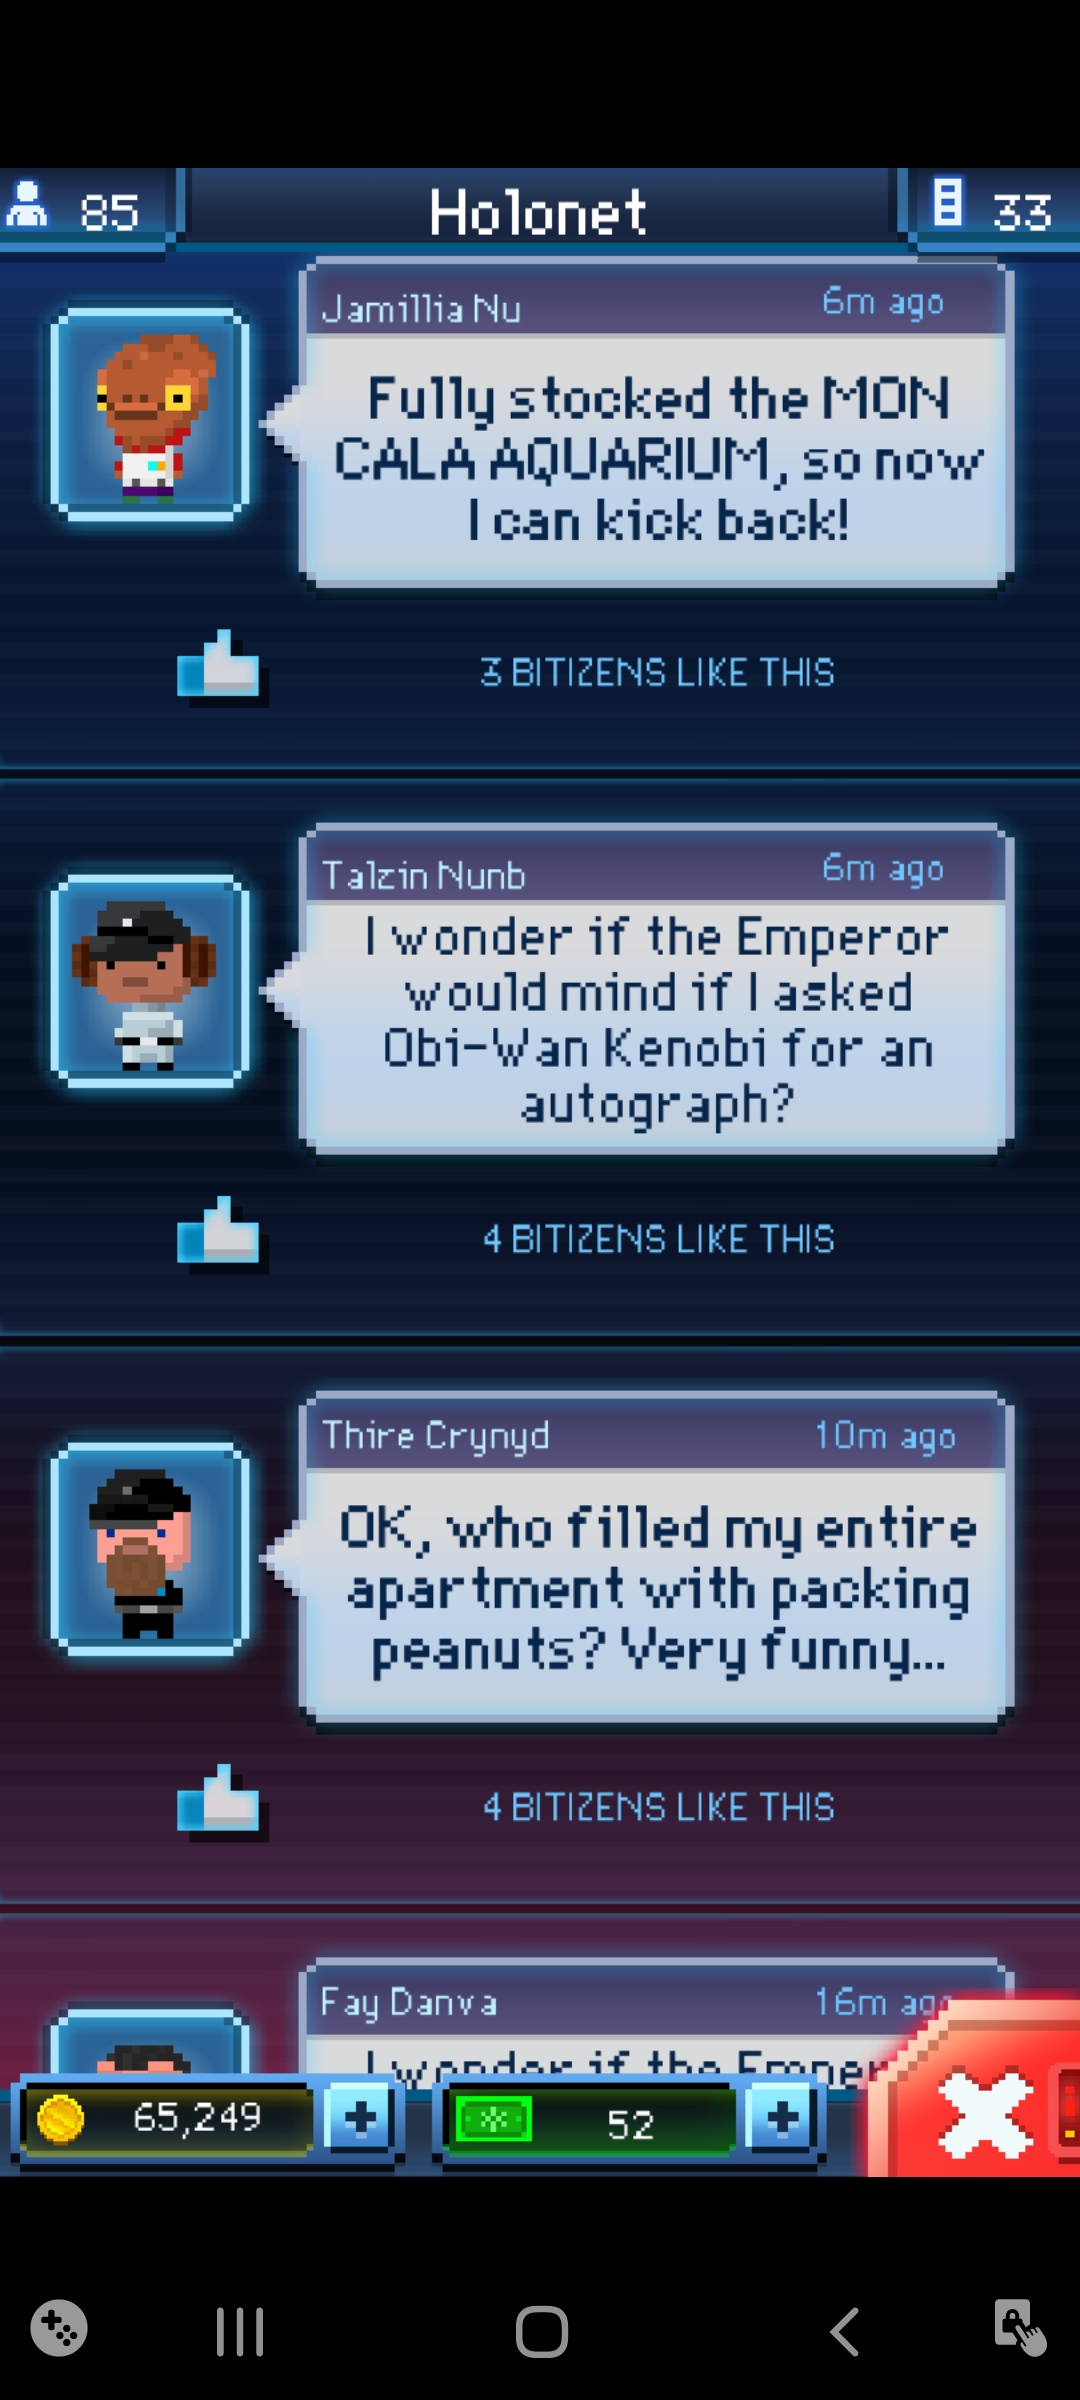 85
Holonet
33
Jamillia Nu
6m ago
Fully stocked the MON
CALA AQUARIUM, so now
I can kick back!
3 BITIZENS LIKE THIS
Talzin Nunb
6m ago
I wonder if the Emperor
would mind if I asked
Obi-Wan Kenobi for an
autograph?
4 BITIZENS LIKE THIS
Thire Crynyd
10m ago
OK, who filled my entire
apartment with packing
peanuts? Very funny...
4 BITIZENS LIKE THIS
Fay Danva
16m ago
I wonder if the Emper
65,249
52